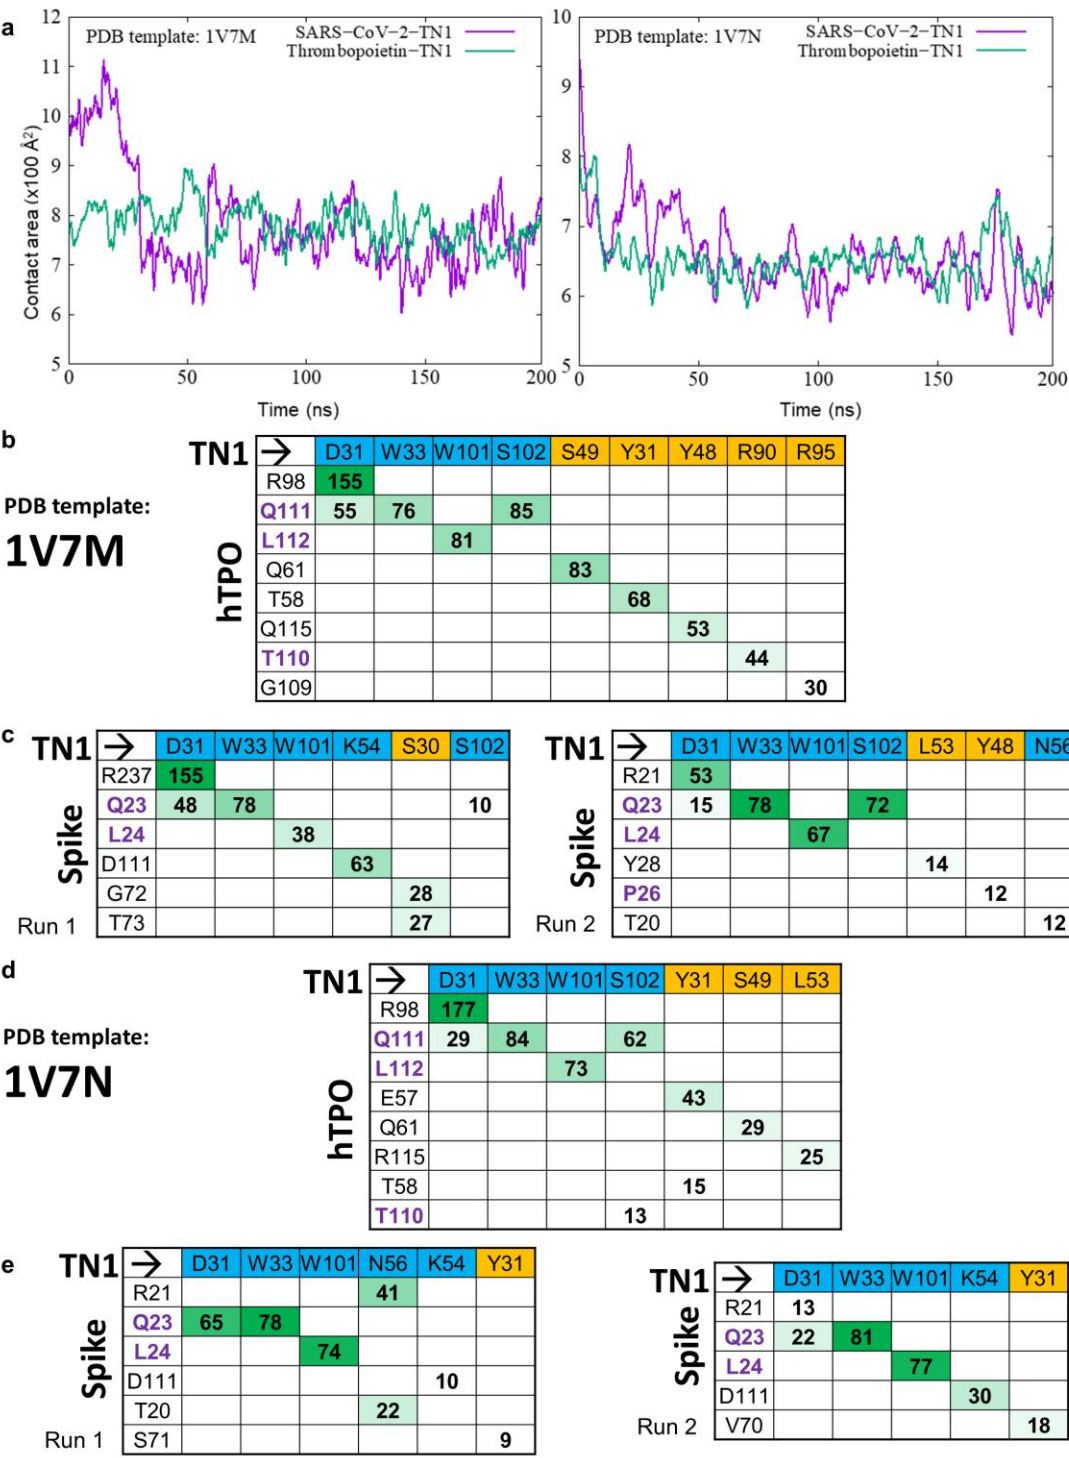 a
12
11
10
9
8
7
6
5
0
50
100
150
200
Contact area (x100 Å²)
Time (ns)
PDB template: 1V7M
SARS−CoV−2−TN1
Thrombopoietin−TN1
10
9
8
7
6
5
0
50
100
150
200
Time (ns)
PDB template: 1V7N
SARS−CoV−2−TN1
Thrombopoietin−TN1
b
PDB template:
1V7M
TN1 → D31 W33 W101 S102 S49 Y31 Y48 R90 R95
hTPO
R98 155
Q111 55 76 85
L112 81
Q61 83
T58 68
Q115 53
T110 44
G109 30
c
TN1 → D31 W33 W101 K54 S30 S102
Spike
R237 155
Q23 48 78 10
L24 38
D111 63
G72 28
Run 1 T73 27
TN1 → D31 W33 W101 S102 L53 Y48 N56
Spike
R21 53
Q23 15 78 72
L24 67
Y28 14
P26 12
Run 2 T20 12
d
PDB template:
1V7N
TN1 → D31 W33 W101 S102 Y31 S49 L53
hTPO
R98 177
Q111 29 84 62
L112 73
E57 43
Q61 29
R115 25
T58 15
T110 13
e
TN1 → D31 W33 W101 N56 K54 Y31
Spike
R21 41
Q23 65 78
L24 74
D111 10
T20 22
Run 1 S71 9
TN1 → D31 W33 W101 K54 Y31
Spike
R21 13
Q23 22 81
L24 77
D111 30
Run 2 V70 18